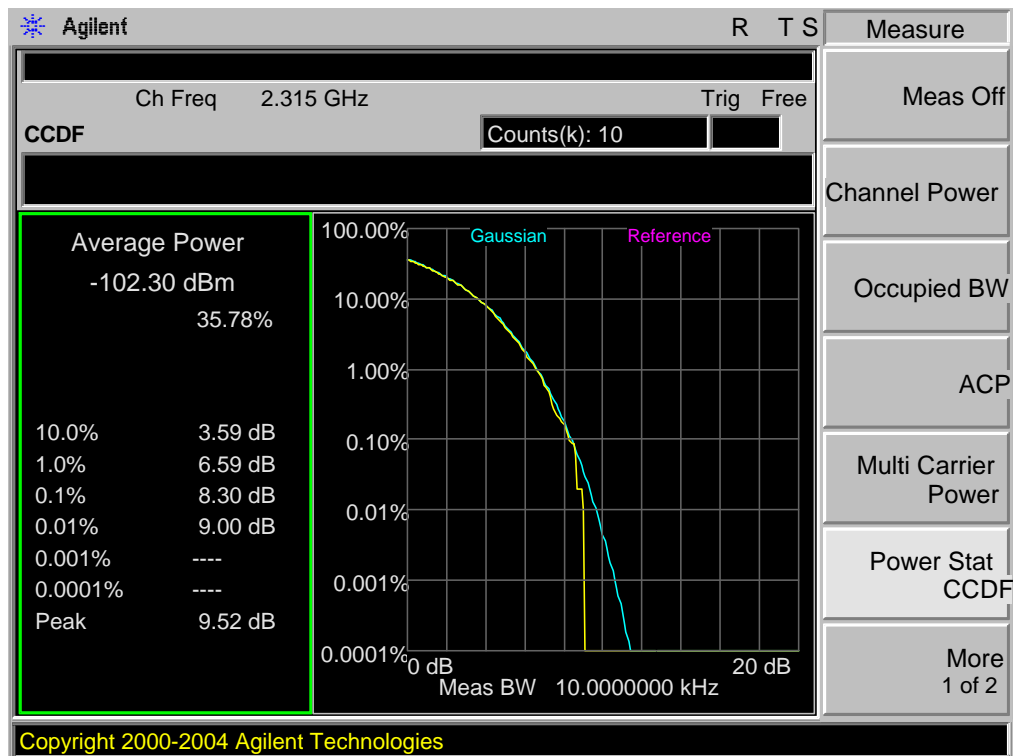 Agilent R T S Measure
Ch Freq 2.315 GHz Trig Free
CCDF Counts(k): 10
Meas Off
Channel Power
Occupied BW
ACP
Multi Carrier
Power
Power Stat
CCDF
More
1 of 2
Average Power
-102.30 dBm
35.78%
10.0% 3.59 dB
1.0% 6.59 dB
0.1% 8.30 dB
0.01% 9.00 dB
0.001% ----
0.0001% ----
Peak 9.52 dB
Gaussian Reference
100.00%
10.00%
1.00%
0.10%
0.01%
0.001%
0.0001%
0 dB 20 dB
Meas BW 10.0000000 kHz
Copyright 2000-2004 Agilent Technologies